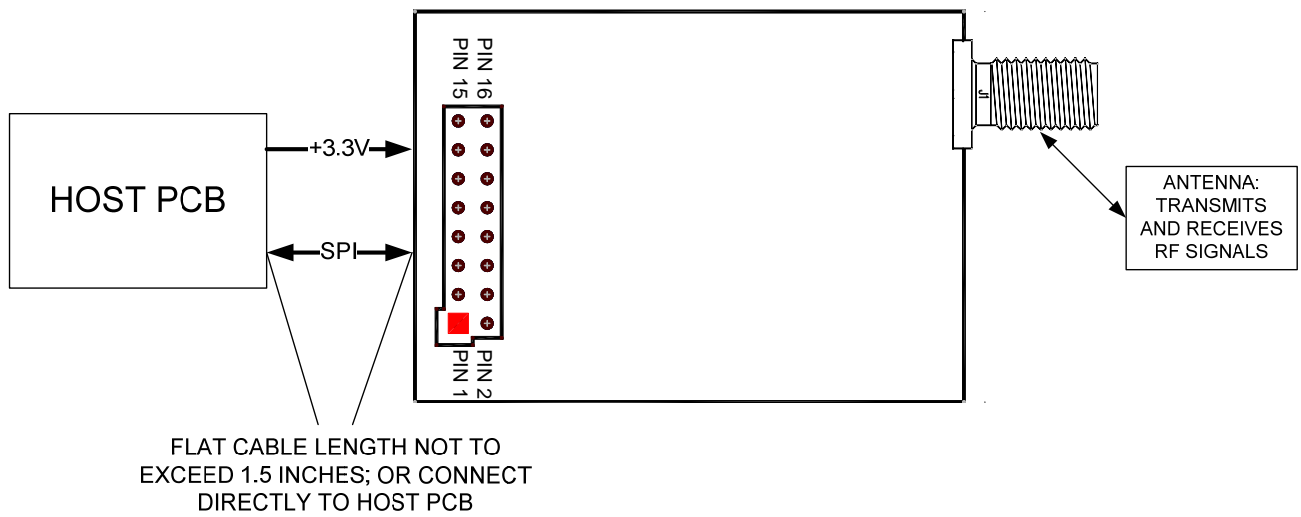 PIN 15
PIN 16
J1
+3.3V
HOST PCB
SPI
ANTENNA:
TRANSMITS
AND RECEIVES
RF SIGNALS
PIN 1
PIN 2
FLAT CABLE LENGTH NOT TO
EXCEED 1.5 INCHES; OR CONNECT
DIRECTLY TO HOST PCB